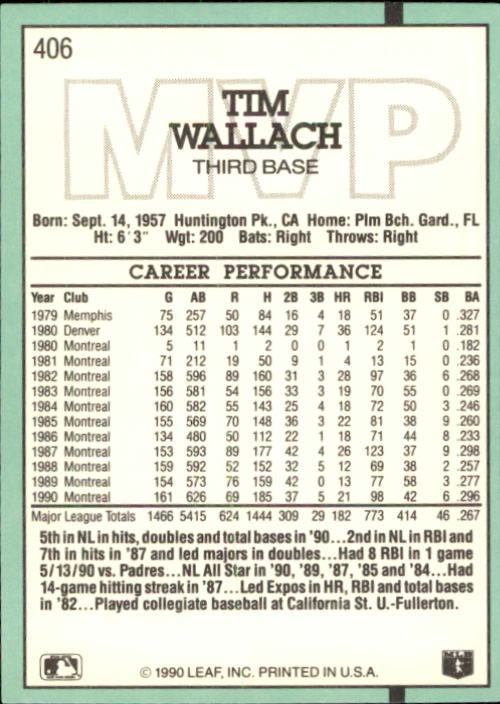 406
MVP
TIM
WALLACH
THIRD BASE
Born: Sept. 14, 1957 Huntington Pk., CA Home: Plm Bch. Gard., FL
Ht: 6'3" Wgt: 200 Bats: Right Throws: Right
CAREER PERFORMANCE
Year Club G AB R H 2B 3B HR RBI BB SB BA
1979 Memphis 75 257 50 84 16 4 18 51 37 0 .327
1980 Denver 134 512 103 144 29 7 36 124 51 1 .281
1980 Montreal 5 11 1 2 0 0 1 2 1 0 .182
1981 Montreal 71 212 19 50 9 1 4 13 15 0 .236
1982 Montreal 158 596 89 160 31 3 28 97 36 6 .268
1983 Montreal 156 581 54 156 33 3 19 70 55 0 .269
1984 Montreal 160 582 55 143 25 4 18 72 50 3 .246
1985 Montreal 155 569 70 148 36 3 22 81 38 9 .260
1986 Montreal 134 480 50 112 22 1 18 71 44 8 .233
1987 Montreal 153 593 89 177 42 4 26 123 37 9 .298
1988 Montreal 159 592 52 152 32 5 12 69 38 2 .257
1989 Montreal 154 573 76 159 42 0 13 77 58 3 .277
1990 Montreal 161 626 69 185 37 5 21 98 42 6 .296
Major League Totals 1466 5415 624 1444 309 29 182 773 414 46 .267
5th in NL in hits, doubles and total bases in '90...2nd in NL in RBI and
7th in hits in '87 and led majors in doubles...Had 8 RBI in 1 game
5/13/90 vs. Padres...NL All Star in '90, '89, '87, '85 and '84...Had
14-game hitting streak in '87...Led Expos in HR, RBI and total bases
in '82...Played collegiate baseball at California St. U.-Fullerton.
© 1990 LEAF, INC. PRINTED IN U.S.A.
MLB